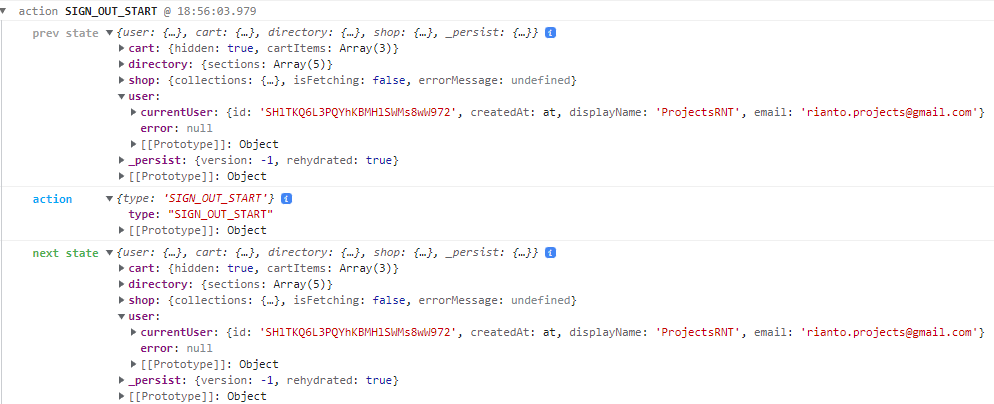 ▼ action SIGN_OUT_START @ 18:56:03.979
prev state ▼{user: {…}, cart: {…}, directory: {…}, shop: {…}, _persist: {…}} i
▶ cart: {hidden: true, cartItems: Array(3)}
▶ directory: {sections: Array(5)}
▶ shop: {collections: {…}, isFetching: false, errorMessage: undefined}
▼ user:
▶ currentUser: {id: 'SHlTKQ6L3PQYhKBMHlSWMs8wW972', createdAt: at, displayName: 'ProjectsRNT', email: 'rianto.projects@gmail.com'}
error: null
▶ [[Prototype]]: Object
▶ _persist: {version: -1, rehydrated: true}
▶ [[Prototype]]: Object
action ▼{type: 'SIGN_OUT_START'} i
type: "SIGN_OUT_START"
▶ [[Prototype]]: Object
next state ▼{user: {…}, cart: {…}, directory: {…}, shop: {…}, _persist: {…}} i
▶ cart: {hidden: true, cartItems: Array(3)}
▶ directory: {sections: Array(5)}
▶ shop: {collections: {…}, isFetching: false, errorMessage: undefined}
▼ user:
▶ currentUser: {id: 'SHlTKQ6L3PQYhKBMHlSWMs8wW972', createdAt: at, displayName: 'ProjectsRNT', email: 'rianto.projects@gmail.com'}
error: null
▶ [[Prototype]]: Object
▶ _persist: {version: -1, rehydrated: true}
▶ [[Prototype]]: Object